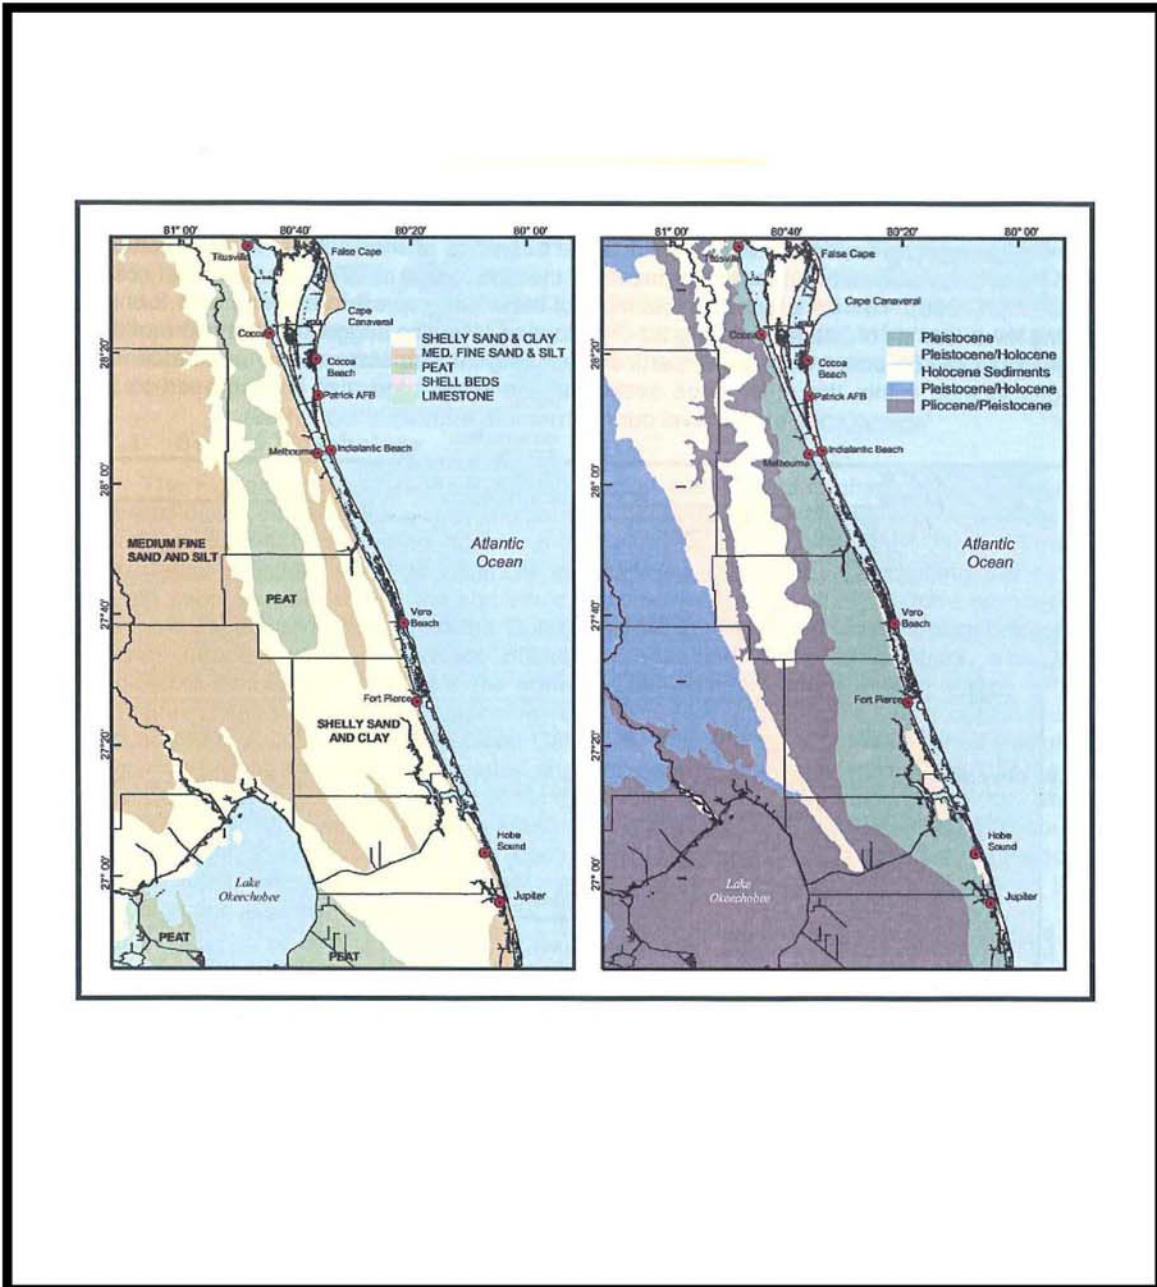 81° 00'
80° 40'
80° 20'
80° 00'
Titusville
False Cape
Cape
Canaveral
Cocoa
28° 20'
Cocoa
Beach
SHELLY SAND & CLAY
MED. FINE SAND & SILT
PEAT
SHELL BEDS
LIMESTONE
Patrick AFB
Melbourne
Indialantic Beach
28° 00'
MEDIUM FINE
SAND AND SILT
Atlantic
Ocean
PEAT
27° 40'
Vero
Beach
Fort Pierce
SHELLY SAND
AND CLAY
27° 20'
Hobe
Sound
27° 00'
Lake
Okeechobee
Jupiter
PEAT
PEAT
81° 00'
80° 40'
80° 20'
80° 00'
Titusville
False Cape
Cape Canaveral
Cocoa
28° 20'
Cocoa
Beach
Pleistocene
Pleistocene/Holocene
Holocene Sediments
Pleistocene/Holocene
Pliocene/Pleistocene
Patrick AFB
Indialantic Beach
Melbourne
28° 00'
Atlantic
Ocean
27° 40'
Vero
Beach
Fort Pierce
27° 20'
Hobe
Sound
27° 00'
Lake
Okeechobee
Jupiter